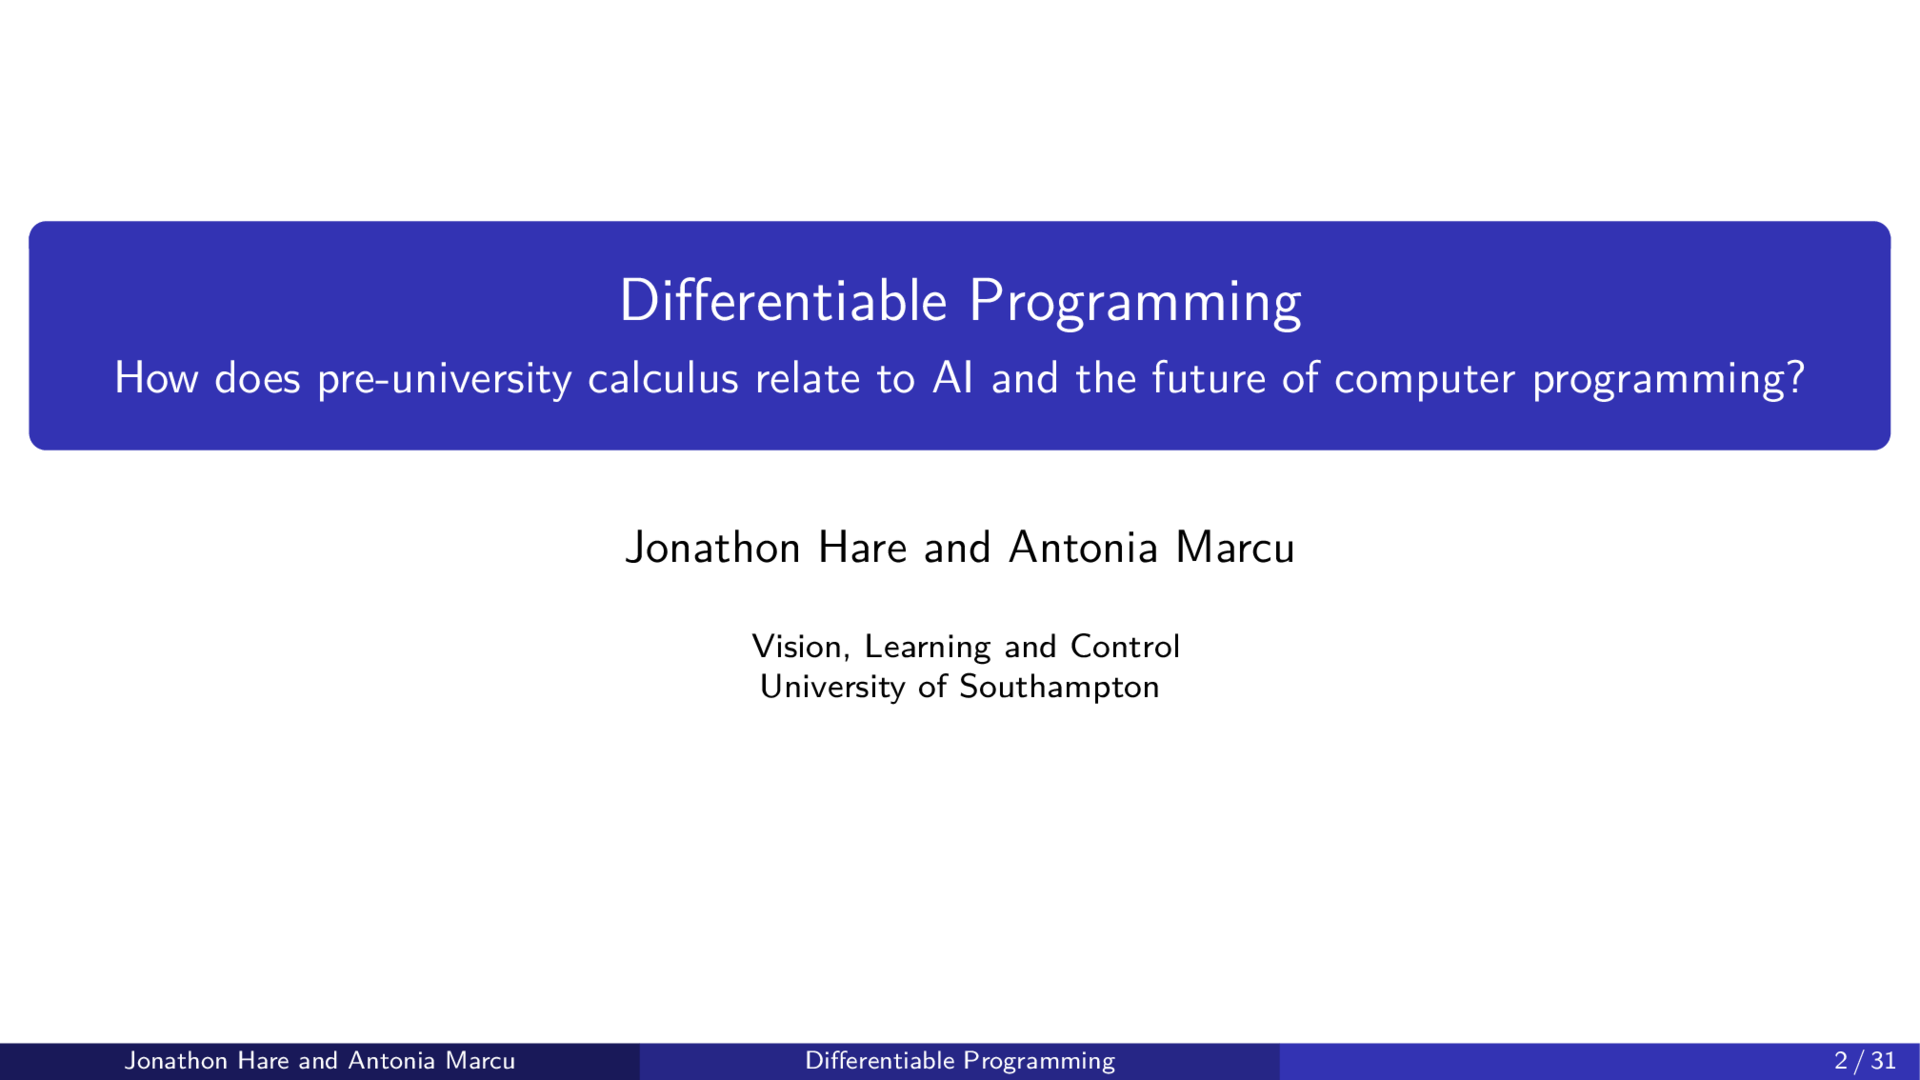 Differentiable Programming
How does pre-university calculus relate to AI and the future of computer programming?
Jonathon Hare and Antonia Marcu
Vision, Learning and Control
University of Southampton
Jonathon Hare and Antonia Marcu
Differentiable Programming
2 / 31